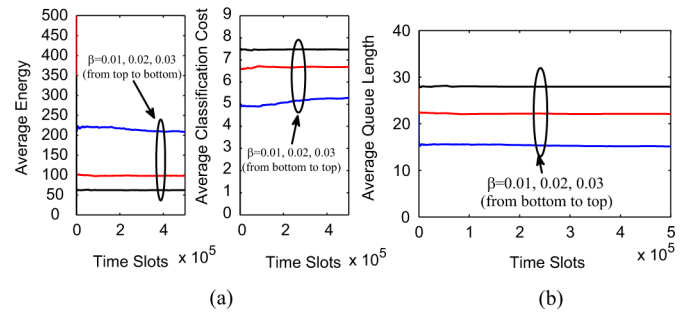 Average Energy
500
450
400
350
300
250
200
150
100
50
0
β=0.01, 0.02, 0.03
(from top to bottom)
0 2 4
Time Slots x 10^5
Average Classification Cost
9
8
7
6
5
4
3
2
1
0
β=0.01, 0.02, 0.03
(from bottom to top)
0 2 4
Time Slots x 10^5
(a)
Average Queue Length
40
30
20
10
0
β=0.01, 0.02, 0.03
(from bottom to top)
0 1 2 3 4 5
Time Slots x 10^5
(b)